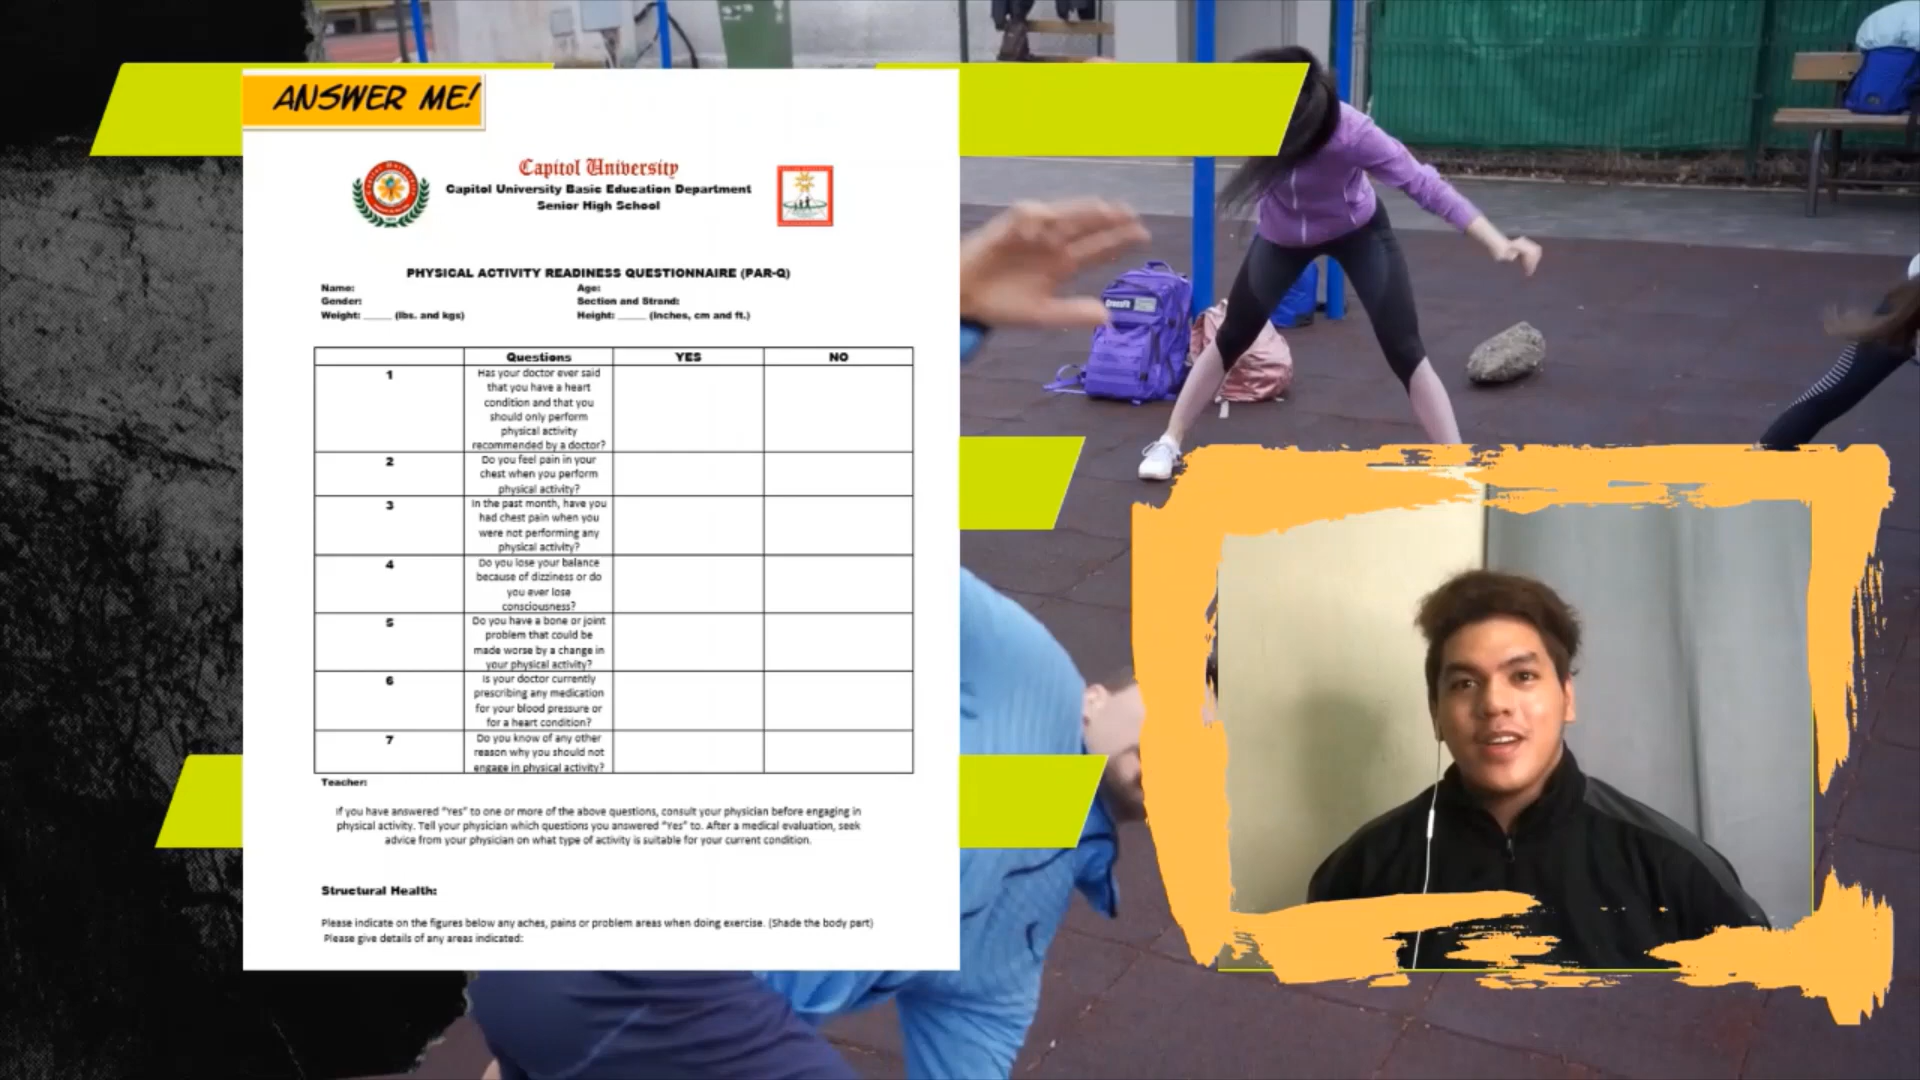 ANSWER ME!
Capitol University
Capitol University Basic Education Department
Senior High School
PHYSICAL ACTIVITY READINESS QUESTIONNAIRE (PAR-Q)
Name: Age:
Gender: Section and Strand:
Weight: _____ (lbs. and kgs) Height: _____ (Inches, cm and ft.)
Questions YES NO
1 Has your doctor ever said
that you have a heart
condition and that you
should only perform
physical activity
recommended by a doctor?
2 Do you feel pain in your
chest when you perform
physical activity?
3 In the past month, have you
had chest pain when you
were not performing any
physical activity?
4 Do you lose your balance
because of dizziness or do
you ever lose
consciousness?
5 Do you have a bone or joint
problem that could be
made worse by a change in
your physical activity?
6 Is your doctor currently
prescribing any medication
for your blood pressure or
for a heart condition?
7 Do you know of any other
reason why you should not
engage in physical activity?
Teacher:
If you have answered "Yes" to one or more of the above questions, consult your physician before engaging in
physical activity. Tell your physician which questions you answered "Yes" to. After a medical evaluation, seek
advice from your physician on what type of activity is suitable for your current condition.
Structural Health:
Please indicate on the figures below any aches, pains or problem areas when doing exercise. (Shade the body part)
Please give details of any areas indicated:
CrossFit